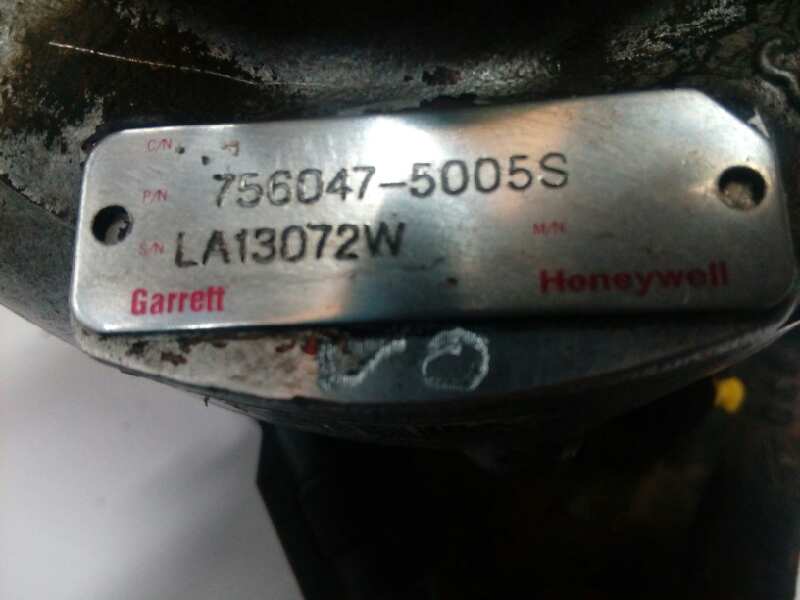 C/N
P/N 756047-5005S
S/N LA13072W M/N
Garrett Honeywell